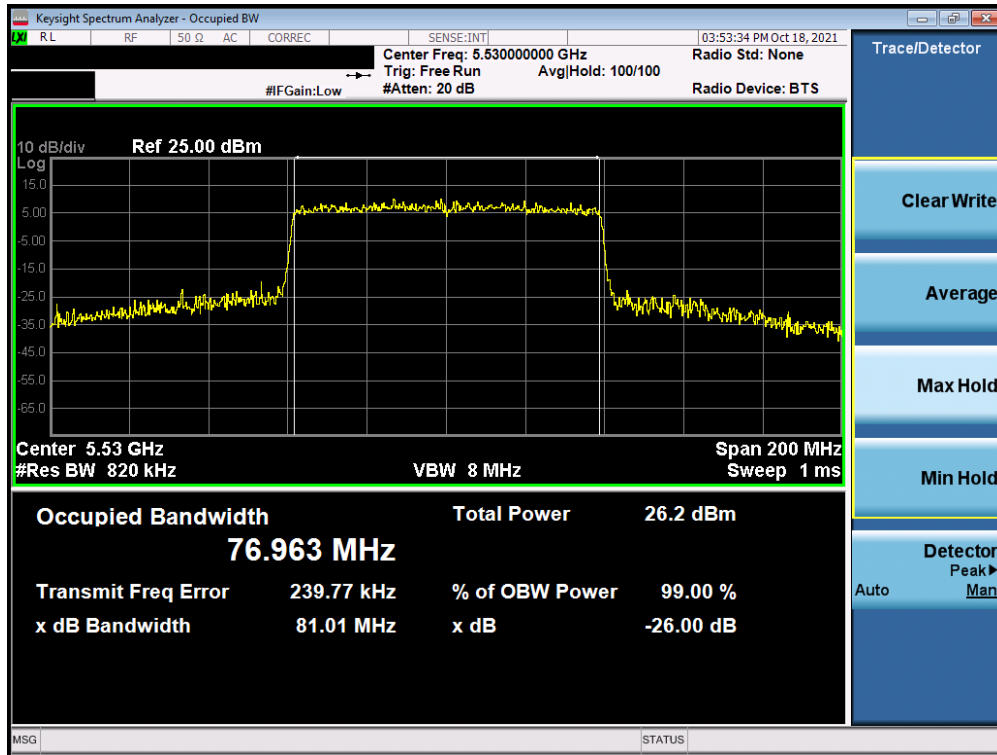 Keysight Spectrum Analyzer - Occupied BW
LXI RL RF 50 Ω AC CORREC SENSE:INT 03:53:34 PM Oct 18, 2021
Center Freq: 5.530000000 GHz Radio Std: None
Trig: Free Run Avg|Hold: 100/100
#IFGain:Low #Atten: 20 dB Radio Device: BTS
10 dB/div Ref 25.00 dBm
Log
15.0
5.00
-5.00
-15.0
-25.0
-35.0
-45.0
-55.0
-65.0
Center 5.53 GHz Span 200 MHz
#Res BW 820 kHz VBW 8 MHz Sweep 1 ms
Occupied Bandwidth Total Power 26.2 dBm
76.963 MHz
Transmit Freq Error 239.77 kHz % of OBW Power 99.00 %
x dB Bandwidth 81.01 MHz x dB -26.00 dB
MSG STATUS
Trace/Detector
Clear Write
Average
Max Hold
Min Hold
Detector
Peak▶
Auto Man